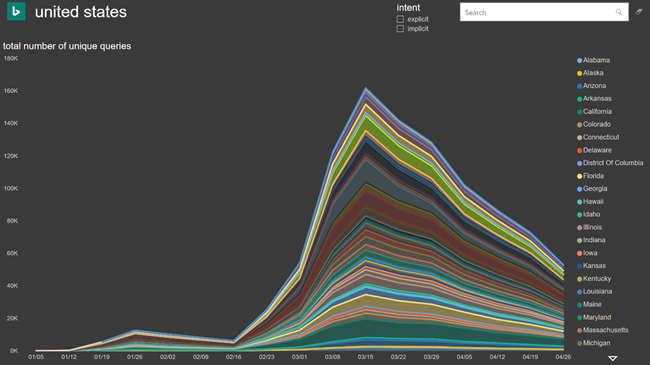 b
united states
intent
explicit
implicit
Search
total number of unique queries
180K
160K
140K
120K
100K
80K
60K
40K
20K
0K
01/05 01/12 01/19 01/26 02/02 02/09 02/16 02/23 03/01 03/08 03/15 03/22 03/29 04/05 04/12 04/19 04/26
Alabama
Alaska
Arizona
Arkansas
California
Colorado
Connecticut
Delaware
District Of Columbia
Florida
Georgia
Hawaii
Idaho
Illinois
Indiana
Iowa
Kansas
Kentucky
Louisiana
Maine
Maryland
Massachusetts
Michigan